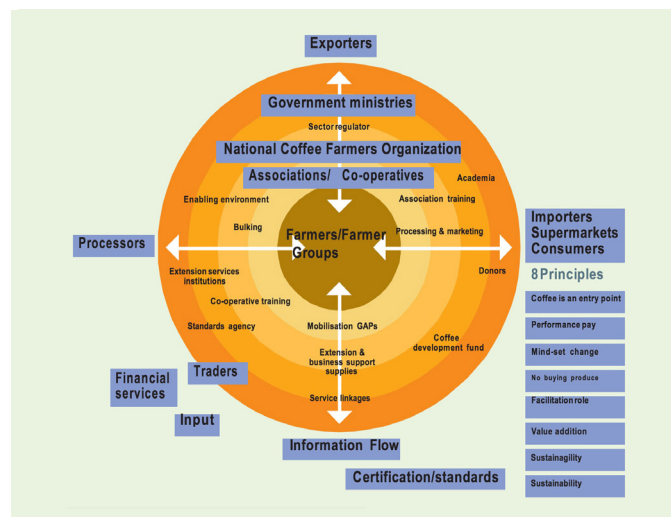 Exporters
Government ministries
Sector regulator
National Coffee Farmers Organization
Associations/ Co-operatives
Academia
Enabling environment
Association training
Bulking
Processing & marketing
Farmers/Farmer
Groups
Processors
Importers
Supermarkets
Consumers
Extension services
institutions
Donors
8 Principles
Co-operative training
Coffee is an entry point
Standards agency
Mobilisation GAPs
Performance pay
Coffee
development fund
Extension &
business support
supplies
Mind-set change
Traders
No buying produce
Financial
services
Service linkages
Facilitation role
Input
Value addition
Information Flow
Sustainagility
Certification/standards
Sustainability